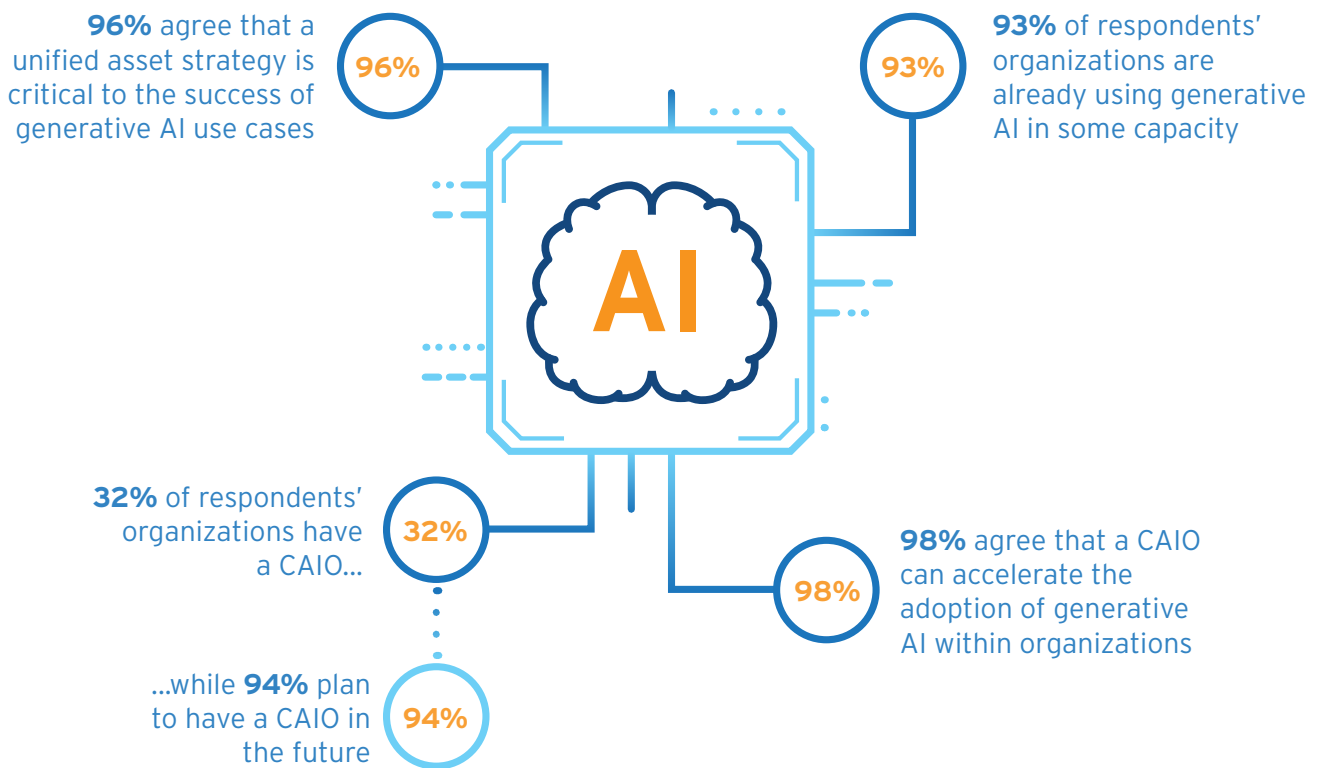 96% agree that a
unified asset strategy is
critical to the success of
generative AI use cases
96%
93%
93% of respondents’
organizations are
already using generative
AI in some capacity
AI
32% of respondents’
organizations have
a CAIO...
32%
98%
98% agree that a CAIO
can accelerate the
adoption of generative
AI within organizations
...while 94% plan
to have a CAIO in
the future
94%